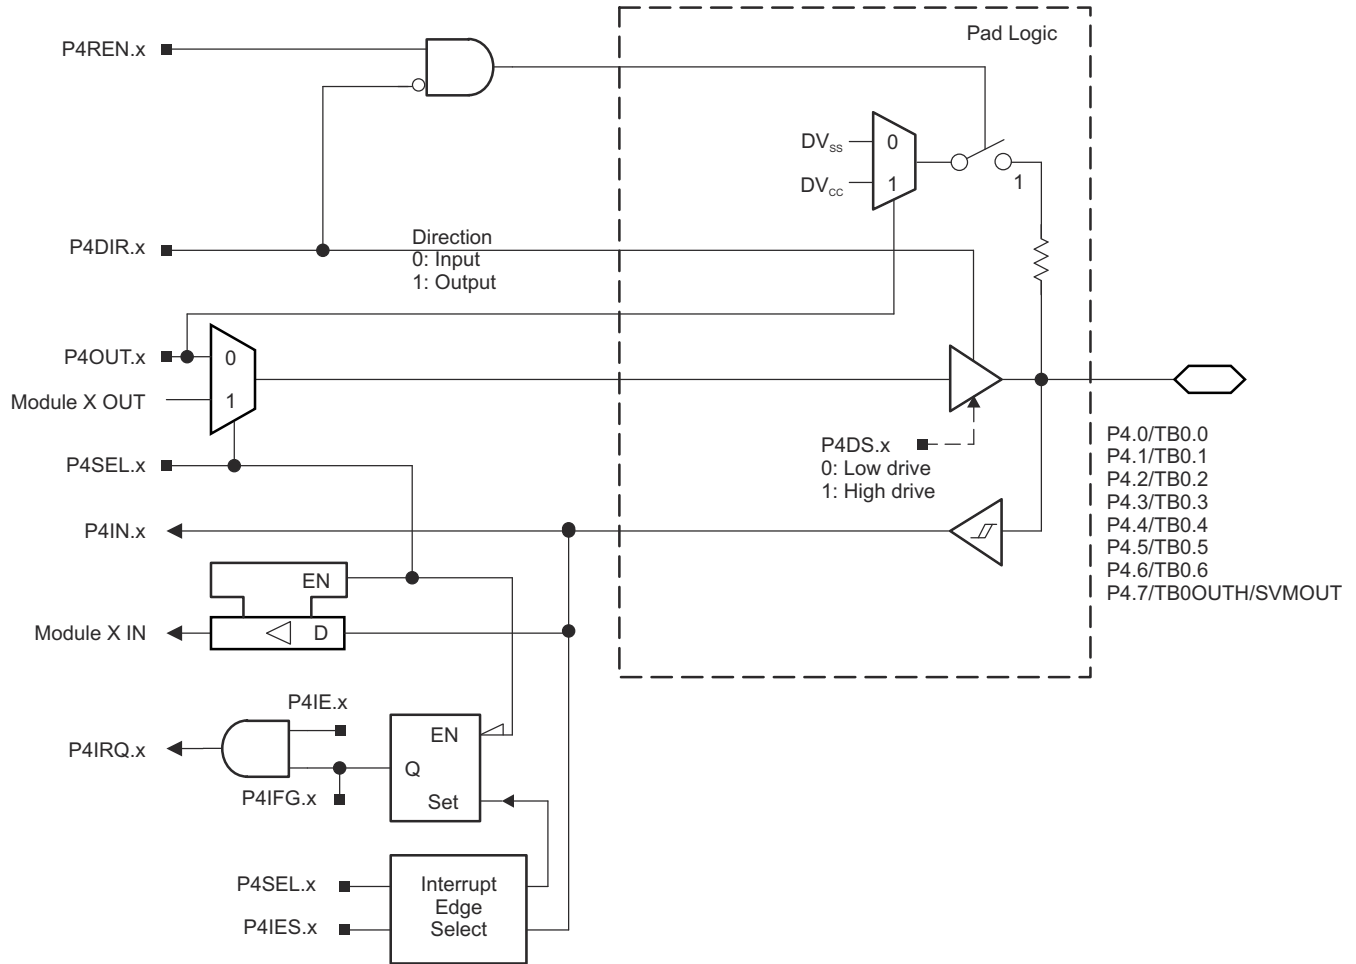 Pad Logic
P4REN.x
DVSS
0
DVCC
1
1
P4DIR.x
Direction
0: Input
1: Output
P4OUT.x
0
Module X OUT
1
P4DS.x
0: Low drive
1: High drive
P4SEL.x
P4.0/TB0.0
P4.1/TB0.1
P4.2/TB0.2
P4.3/TB0.3
P4.4/TB0.4
P4.5/TB0.5
P4.6/TB0.6
P4.7/TB0OUTH/SVMOUT
P4IN.x
EN
Module X IN
D
P4IE.x
P4IRQ.x
EN
Q
P4IFG.x
Set
P4SEL.x
P4IES.x
Interrupt
Edge
Select